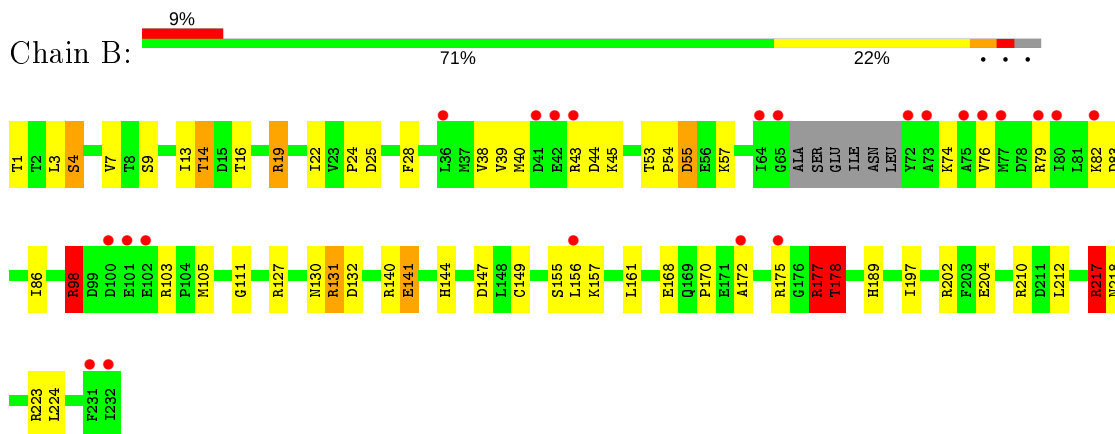 9%
Chain B:
71% 22% . . .
T1 T2 L3 S4 V7 T8 S9 I13 T14 D15 T16 R19 I22 V23 P24 D25 F28 L36 M37 V38 V39 M40 D41 E42 R43 D44 K45 T53 P54 D55 E56 K57 I64 G65 ALA SER GLU ILE ASN LEU Y72 A73 K74 A75 V76 M77 D78 R79 I80 L81 K82
I86 R98 D99 D100 E101 E102 R103 P104 M105 G111 R127 N130 R131 D132 R140 E141 H144 D147 L148 C149 S155 L156 K157 L161 E168 Q169 P170 E171 A172 R175 G176 R177 T178 H189 I197 R202 F203 E204 R210 D211 L212 R217
R223 L224 F231 I232